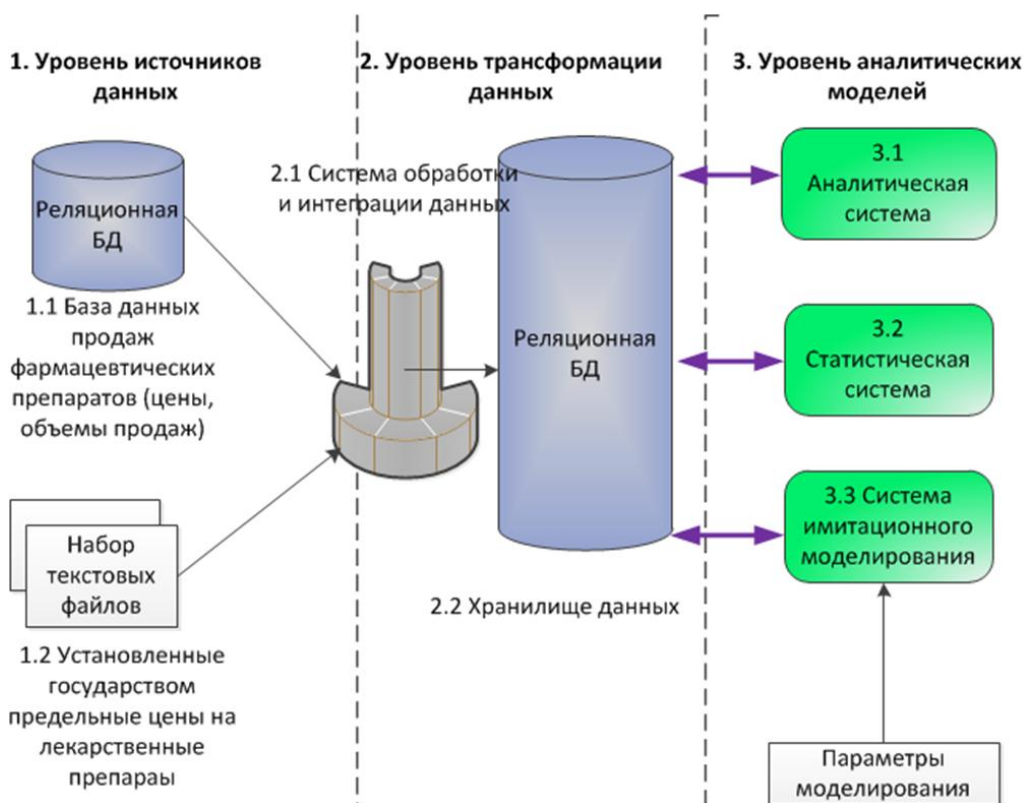 1. Уровень источников
данных
Реляционная
БД
1.1 База данных
продаж
фармацевтических
препаратов (цены,
объемы продаж)
Набор
текстовых
файлов
1.2 Установленные
государством
предельные цены на
лекарственные
препараы
2. Уровень трансформации
данных
2.1 Система обработки
и интеграции данных
Реляционная
БД
2.2 Хранилище данных
3. Уровень аналитических
моделей
3.1
Аналитическая
система
3.2
Статистическая
система
3.3 Система
имитационного
моделирования
Параметры
моделирования